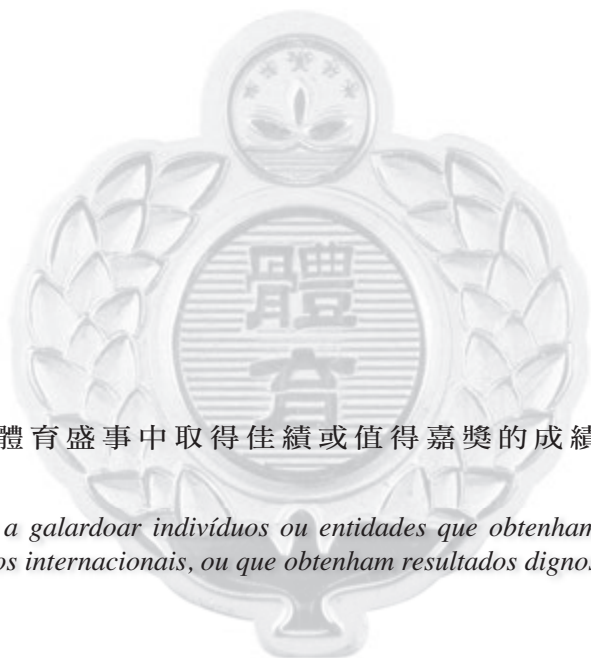 體育
體育盛事中取得佳績或值得嘉獎的成績
a galardoar indivíduos ou entidades que obtenham
os internacionais, ou que obtenham resultados dignos